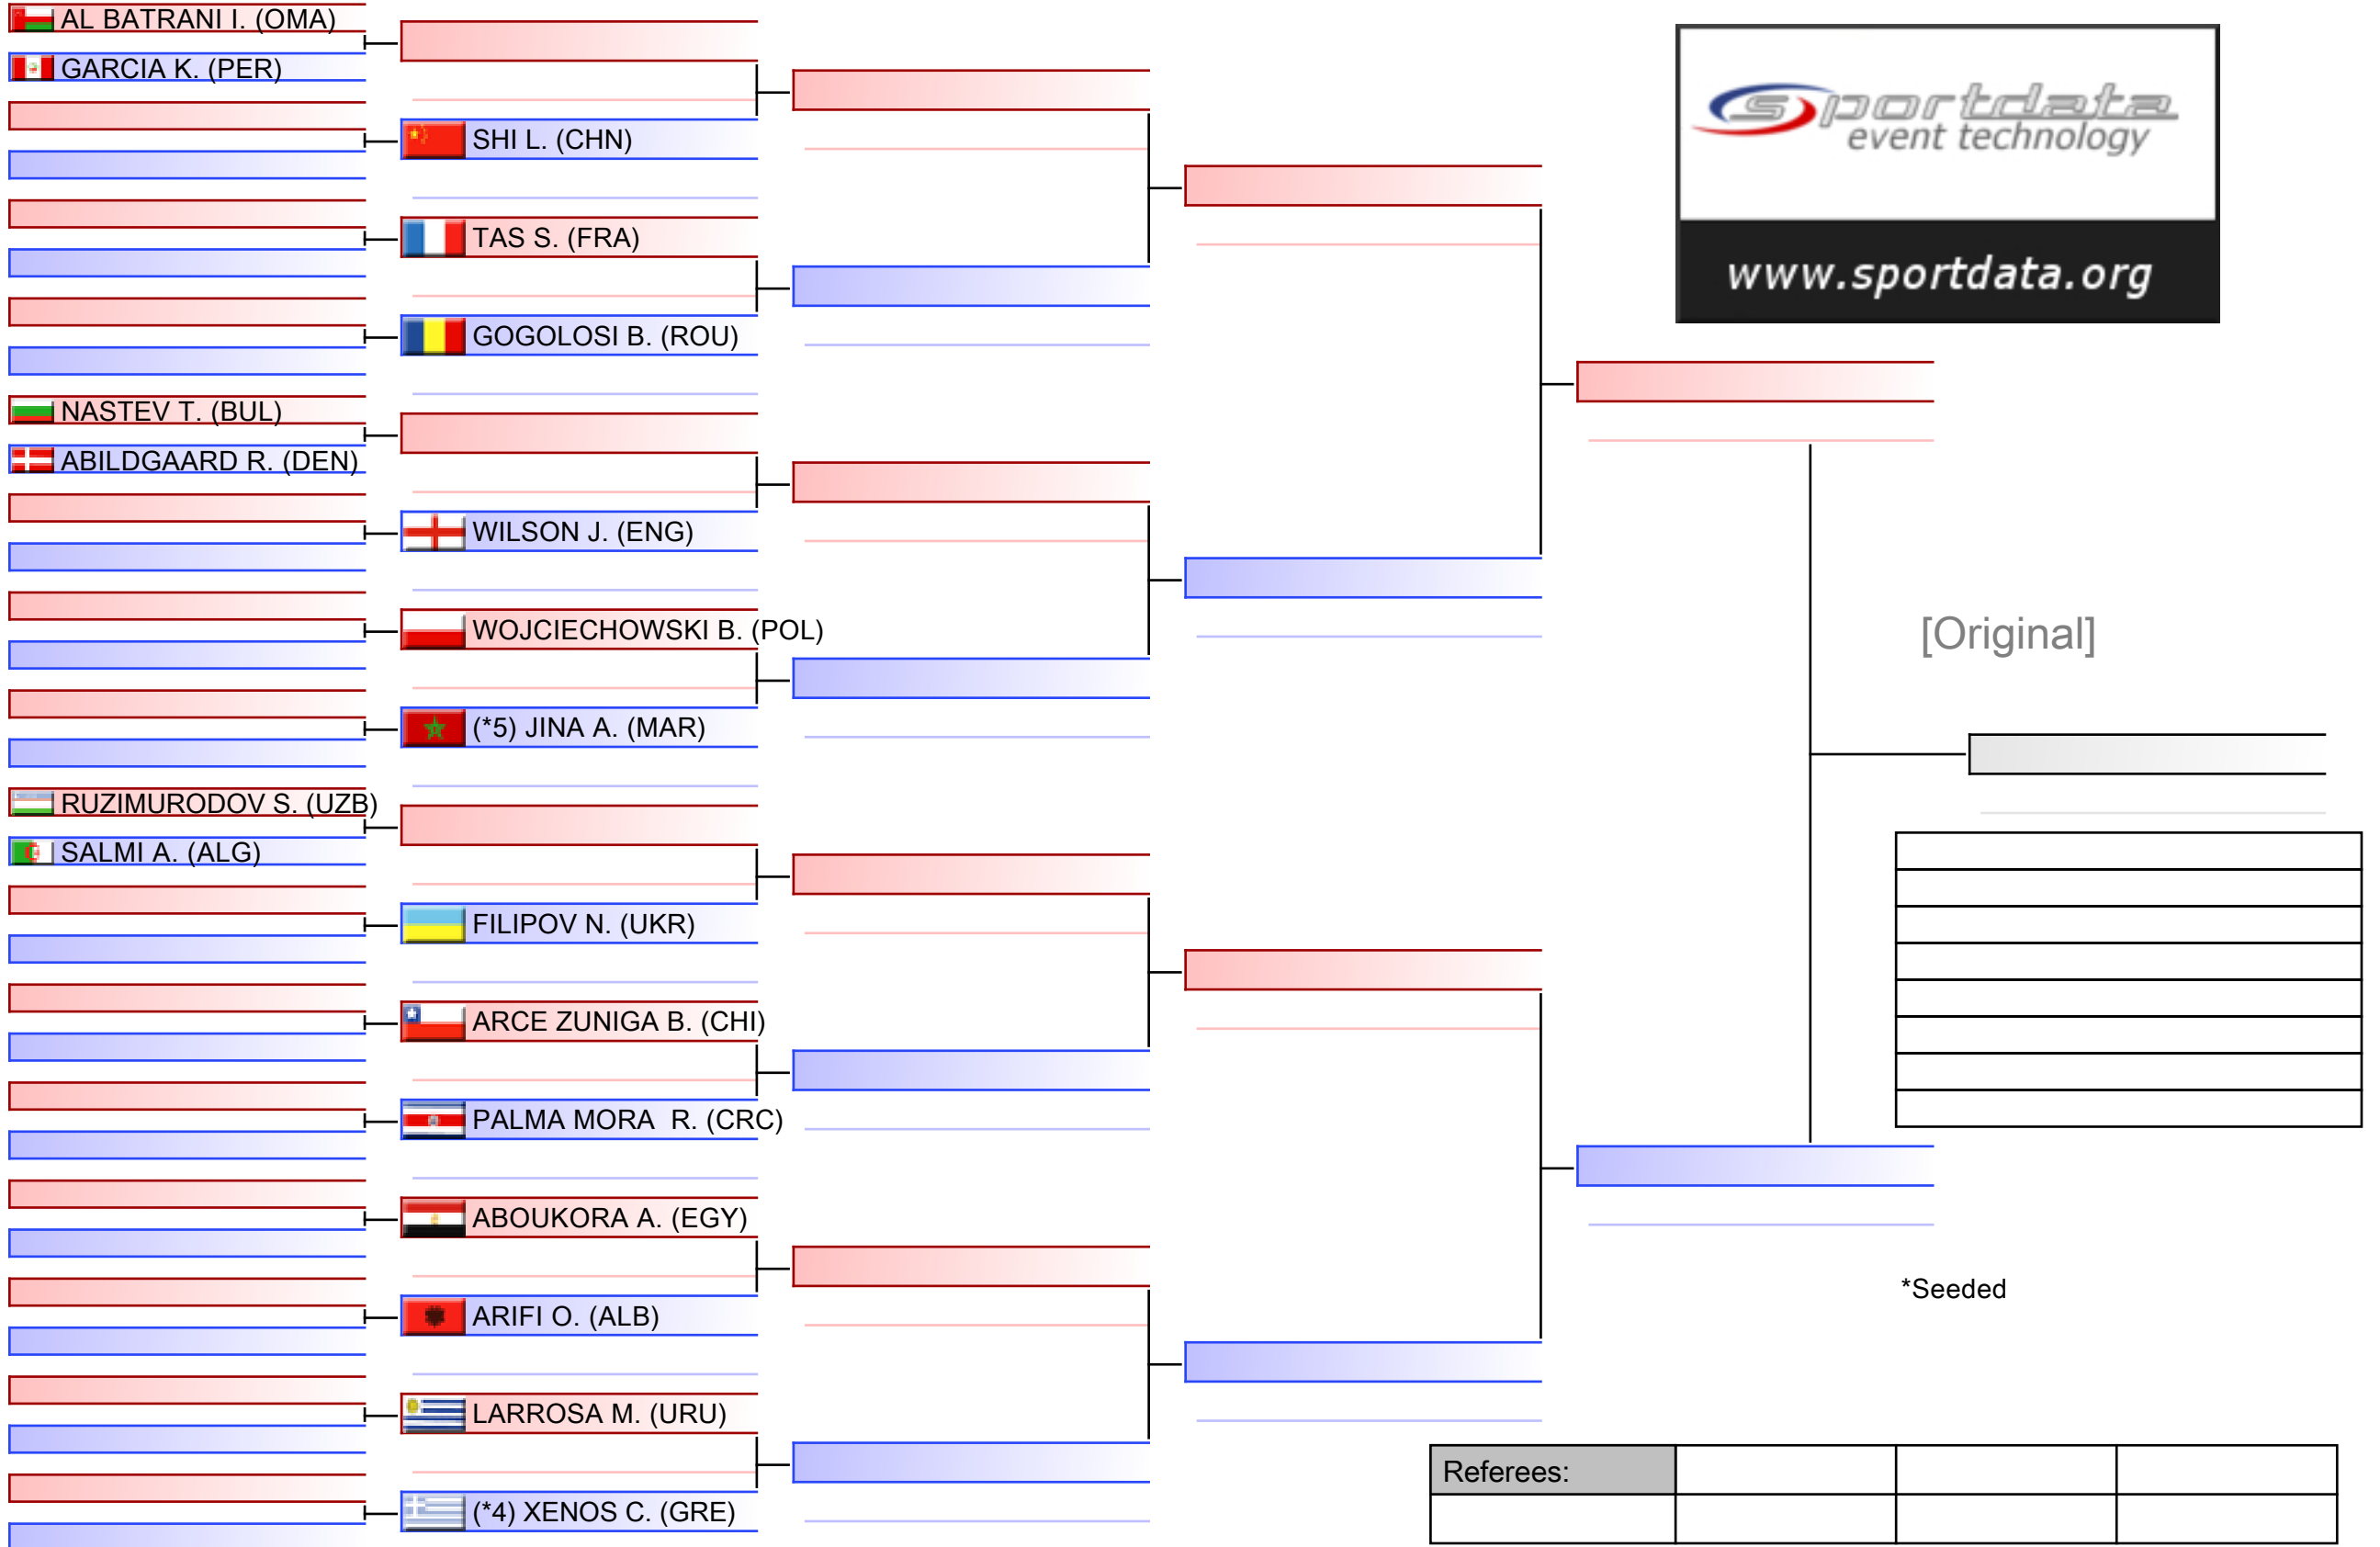 AL BATRANI I. (OMA)
GARCIA K. (PER)
SHI L. (CHN)
TAS S. (FRA)
GOGOLOSI B. (ROU)
NASTEV T. (BUL)
ABILDGAARD R. (DEN)
WILSON J. (ENG)
WOJCIECHOWSKI B. (POL)
(*5) JINA A. (MAR)
RUZIMURODOV S. (UZB)
SALMI A. (ALG)
FILIPOV N. (UKR)
ARCE ZUNIGA B. (CHI)
PALMA MORA  R. (CRC)
ABOUKORA A. (EGY)
ARIFI O. (ALB)
LARROSA M. (URU)
(*4) XENOS C. (GRE)
sportdata
event technology
www.sportdata.org
[Original]
*Seeded
Referees: